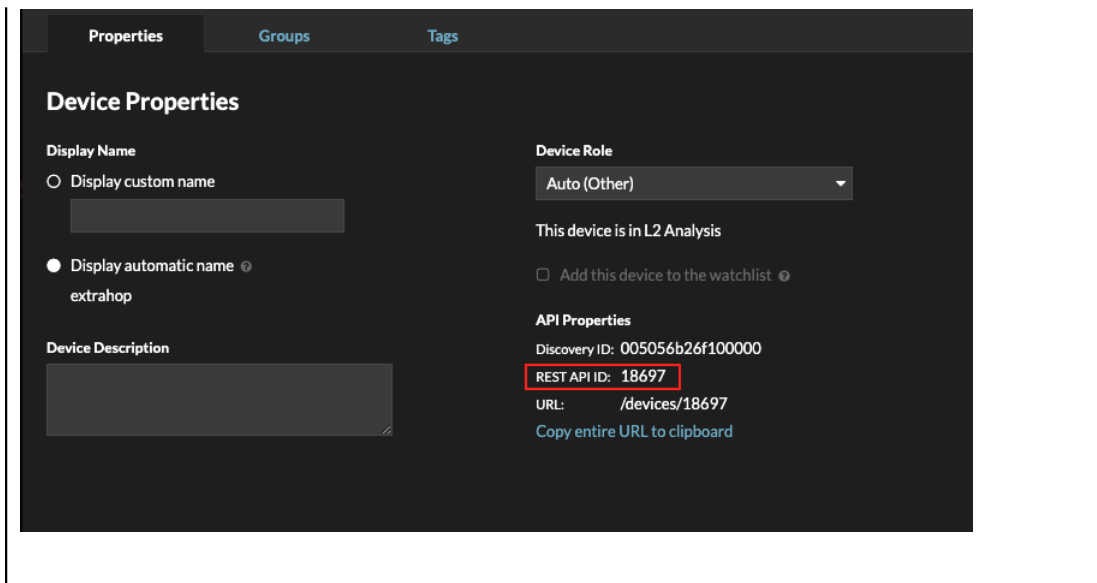 Properties
Groups
Tags
Device Properties
Display Name
Display custom name
Display automatic name
extrahop
Device Description
Device Role
Auto (Other)
This device is in L2 Analysis
Add this device to the watchlist
API Properties
Discovery ID: 005056b26f100000
REST API ID: 18697
URL: /devices/18697
Copy entire URL to clipboard